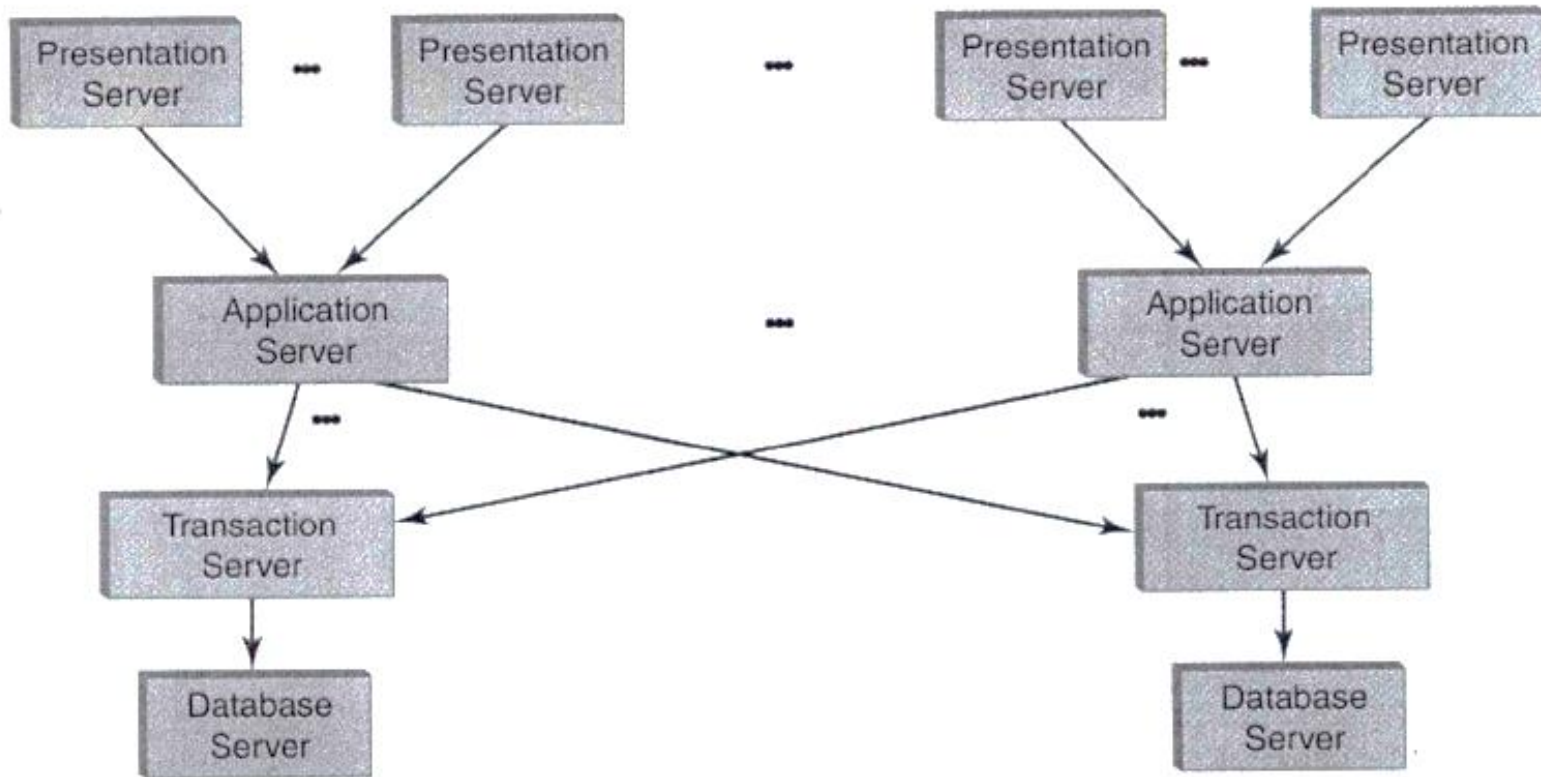 Presentation
Server
Presentation
Server
Presentation
Server
Presentation
Server
Application
Server
Application
Server
Transaction
Server
Transaction
Server
Database
Server
Database
Server